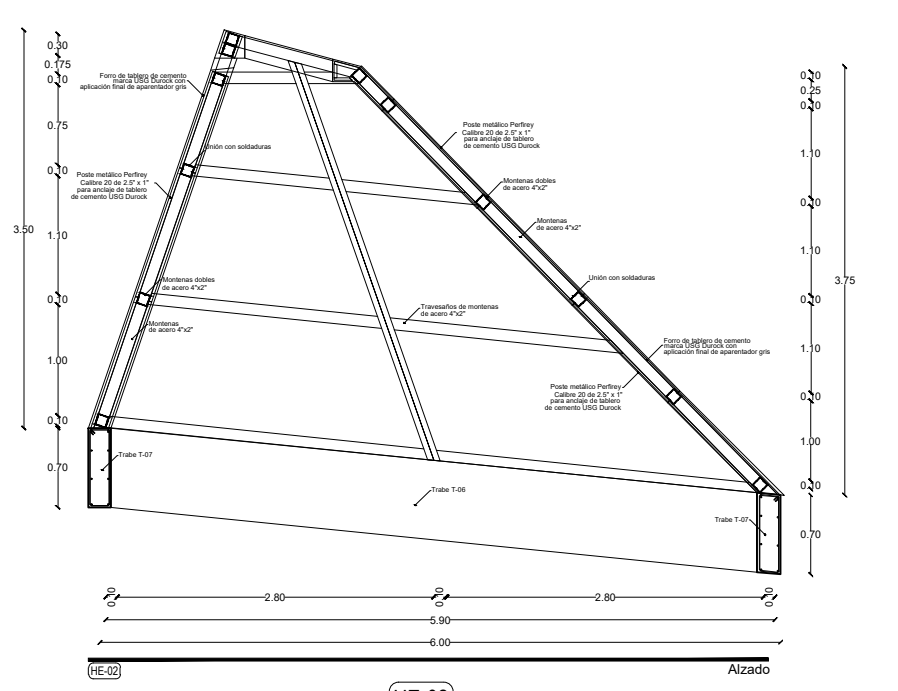 0.30
0.175
0.10
0.75
0.10
1.10
0.10
1.00
0.10
0.70
3.50
Forro de tablero de cemento
marca USG Durock con
aplicación final de aparentador gris
Unión con soldaduras
Poste metálico Perfirey
Calibre 20 de 2.5" x 1"
para anclaje de tablero
de cemento USG Durock
Montenas dobles
de acero 4"x2"
Montenas
de acero 4"x2"
Trabe T-07
Poste metálico Perfirey
Calibre 20 de 2.5" x 1"
para anclaje de tablero
de cemento USG Durock
Montenas dobles
de acero 4"x2"
Montenas
de acero 4"x2"
Unión con soldaduras
Travesaños de montenas
de acero 4"x2"
Forro de tablero de cemento
marca USG Durock con
aplicación final de aparentador gris
Poste metálico Perfirey
Calibre 20 de 2.5" x 1"
para anclaje de tablero
de cemento USG Durock
Trabe T-06
Trabe T-07
0.10
0.25
0.10
1.10
0.10
1.10
0.10
1.10
0.10
1.00
0.10
0.70
3.75
0.10
2.80
0.10
2.80
0.10
5.90
6.00
HE-02
Alzado